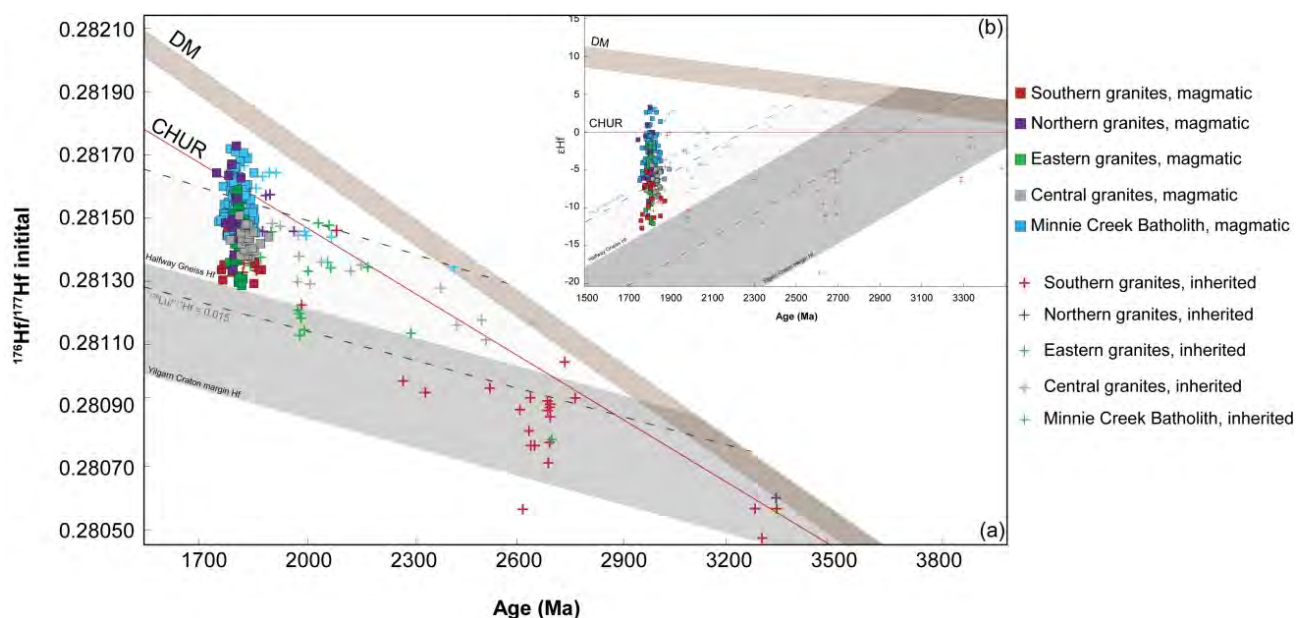 0.28210
0.28190
0.28170
0.28150
0.28130
0.28110
0.28090
0.28070
0.28050
¹⁷⁶Hf/¹⁷⁷Hf initital
DM
CHUR
Halfway Gneiss Hf
Yilgarn Craton margin Hf
(a)
1700
2000
2300
2600
2900
3200
3500
3800
Age (Ma)
(b)
15
10
5
0
-5
-10
-15
-20
εHf
DM
CHUR
Halfway Gneiss Hf
1500
1700
1900
2100
2300
2500
2700
2900
3100
3300
Age (Ma)
Southern granites, magmatic
Northern granites, magmatic
Eastern granites, magmatic
Central granites, magmatic
Minnie Creek Batholith, magmatic
Southern granites, inherited
Northern granites, inherited
Eastern granites, inherited
Central granites, inherited
Minnie Creek Batholith, inherited